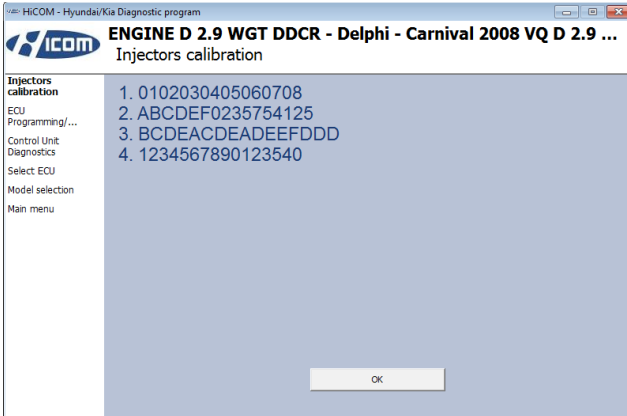 HiCOM - Hyundai/Kia Diagnostic program
Hicom
ENGINE D 2.9 WGT DDCR - Delphi - Carnival 2008 VQ D 2.9 ...
Injectors calibration
Injectors
calibration
ECU
Programming/...
Control Unit
Diagnostics
Select ECU
Model selection
Main menu
1. 0102030405060708
2. ABCDEF0235754125
3. BCDEACDEADEEFDDD
4. 1234567890123540
OK